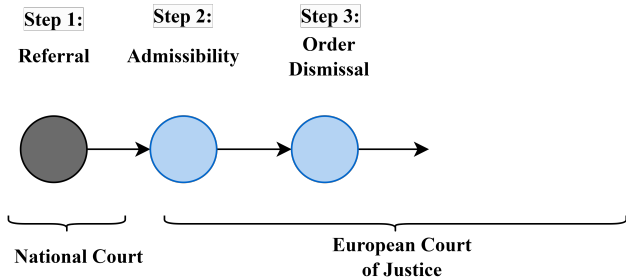 Step 1:
Referral
Step 2:
Admissibility
Step 3:
Order
Dismissal
National Court
European Court
of Justice